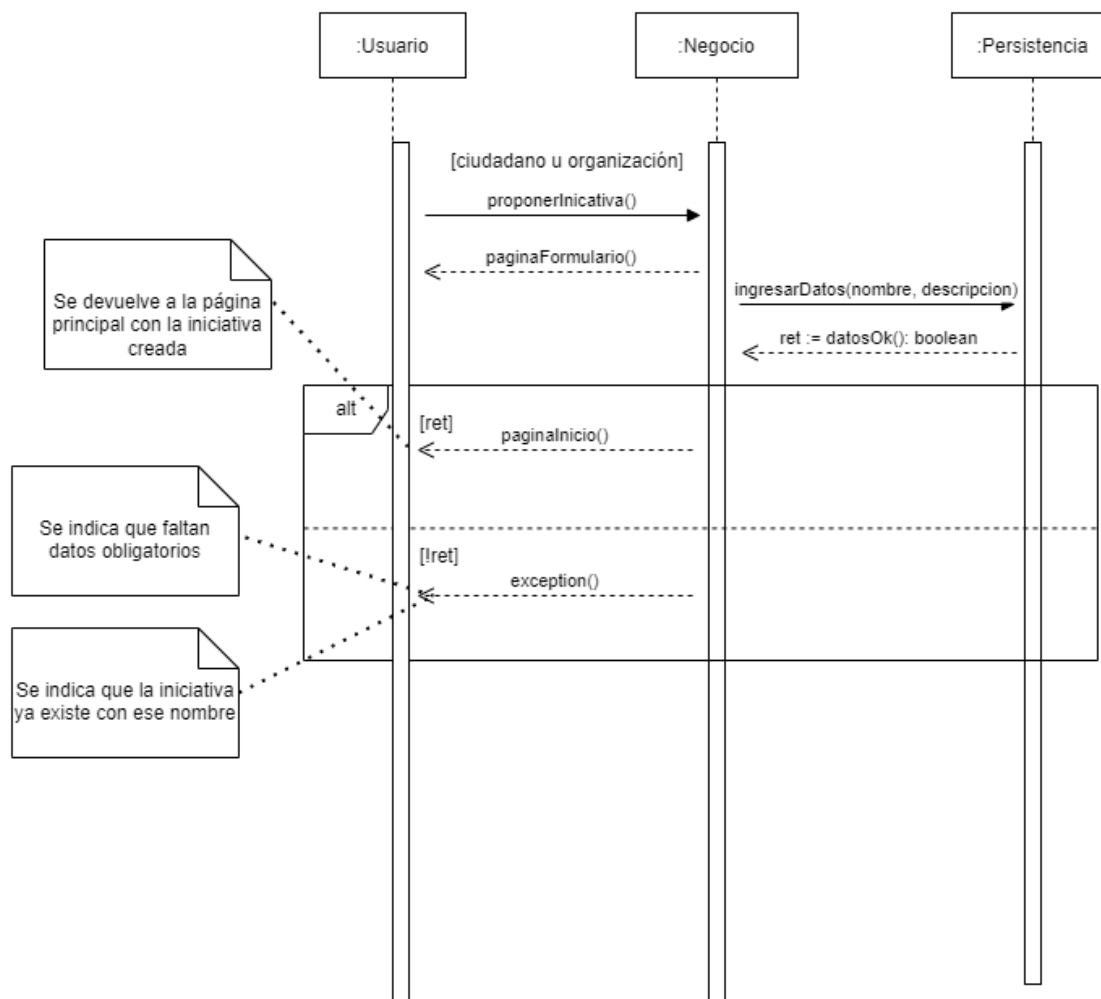 :Usuario
:Negocio
:Persistencia
[ciudadano u organización]
proponerInicativa()
paginaFormulario()
Se devuelve a la página
principal con la iniciativa
creada
ingresarDatos(nombre, descripcion)
ret := datosOk(): boolean
alt
[ret]
paginaInicio()
Se indica que faltan
datos obligatorios
[!ret]
exception()
Se indica que la iniciativa
ya existe con ese nombre